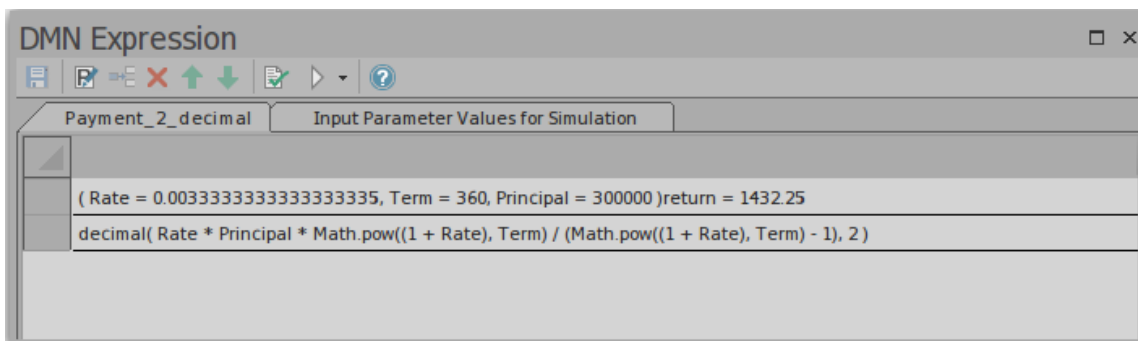 DMN Expression
Payment_2_decimal
Input Parameter Values for Simulation
( Rate = 0.0033333333333333335, Term = 360, Principal = 300000 )return = 1432.25
decimal( Rate * Principal * Math.pow((1 + Rate), Term) / (Math.pow((1 + Rate), Term) - 1), 2 )